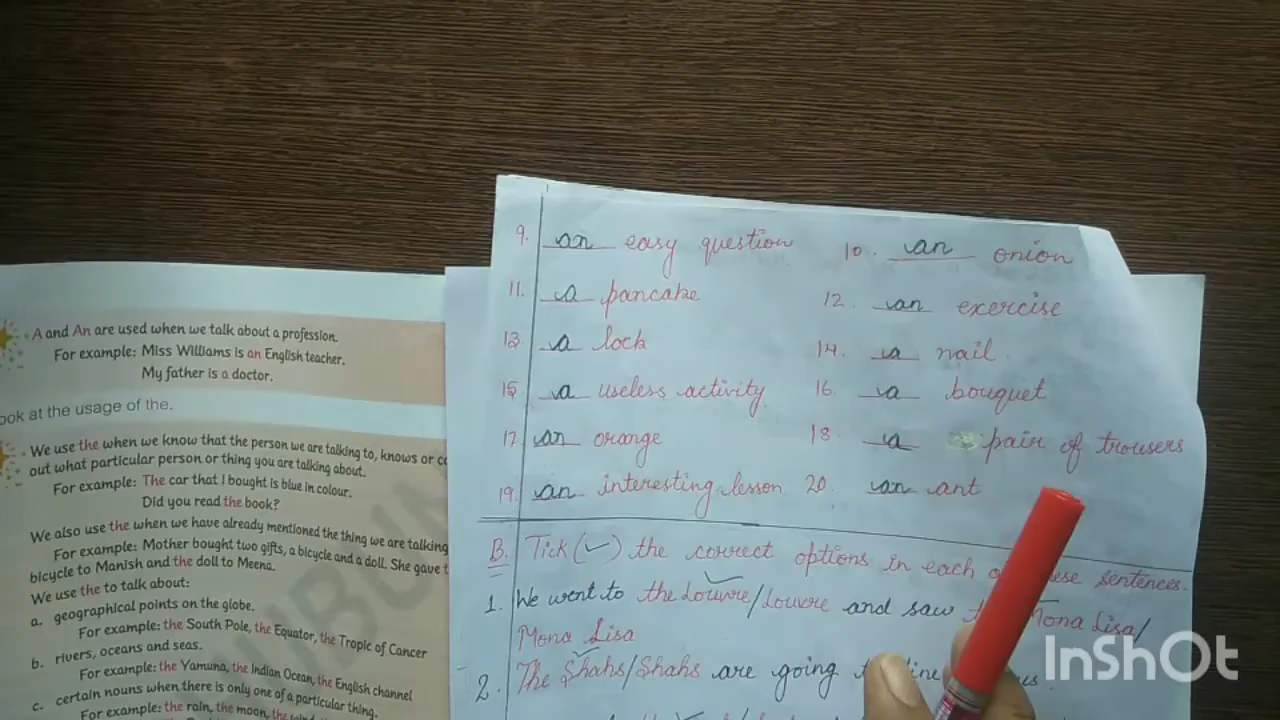 A and An are used when we talk about a profession.
For example: Miss Williams is an English teacher.
My father is a doctor.
ook at the usage of the.
We use the when we know that the person we are talking to, knows or co
out what particular person or thing you are talking about.
For example: The car that I bought is blue in colour.
Did you read the book?
We also use the when we have already mentioned the thing we are talking
For example: Mother bought two gifts, a bicycle and a doll. She gave t
bicycle to Manish and the doll to Meena.
We use the to talk about:
a. geographical points on the globe.
For example: the South Pole, the Equator, the Tropic of Cancer
b. rivers, oceans and seas.
For example: the Yamuna, the Indian Ocean, the English channel
c. certain nouns when there is only one of a particular thing.
For example: the rain, the moon, the
9. an easy question 10. an onion
11. a pancake 12. an exercise
13 a lock 14. a nail.
15 a useless activity 16 a bouquet
17. an orange 18. a pair of trousers
19. an interesting lesson 20. an ant
B. Tick (✓) the correct options in each these sentences.
1. We went to the Louvre/Louvre and saw Mona Lisa/
Mona Lisa
2. The Shahs/Shahs are going
InShOt